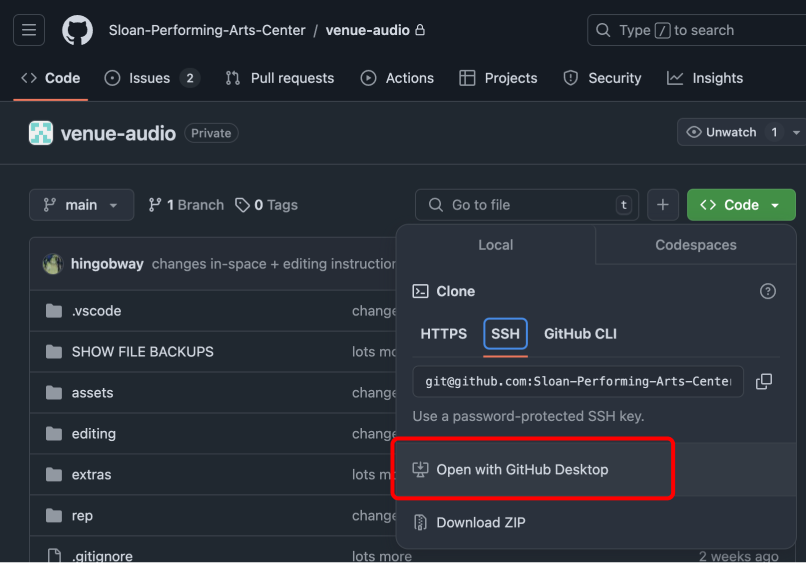 Sloan-Performing-Arts-Center / venue-audio
Type / to search
Code
Issues 2
Pull requests
Actions
Projects
Security
Insights
venue-audio Private
Unwatch 1
main
1 Branch
0 Tags
Go to file t
Code
hingobway changes in-space + editing instruction
.vscode change
SHOW FILE BACKUPS lots mo
assets change
editing change
extras lots m
rep change
.gitignore lots more 2 weeks ago
Local
Codespaces
Clone
HTTPS SSH GitHub CLI
git@github.com:Sloan-Performing-Arts-Center
Use a password-protected SSH key.
Open with GitHub Desktop
Download ZIP